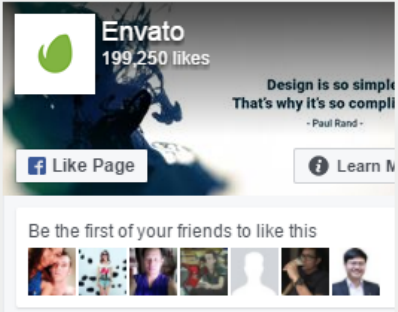 Envato
199,250 likes
Design is so simple
That's why it's so compli
- Paul Rand -
Like Page
Learn M
Be the first of your friends to like this